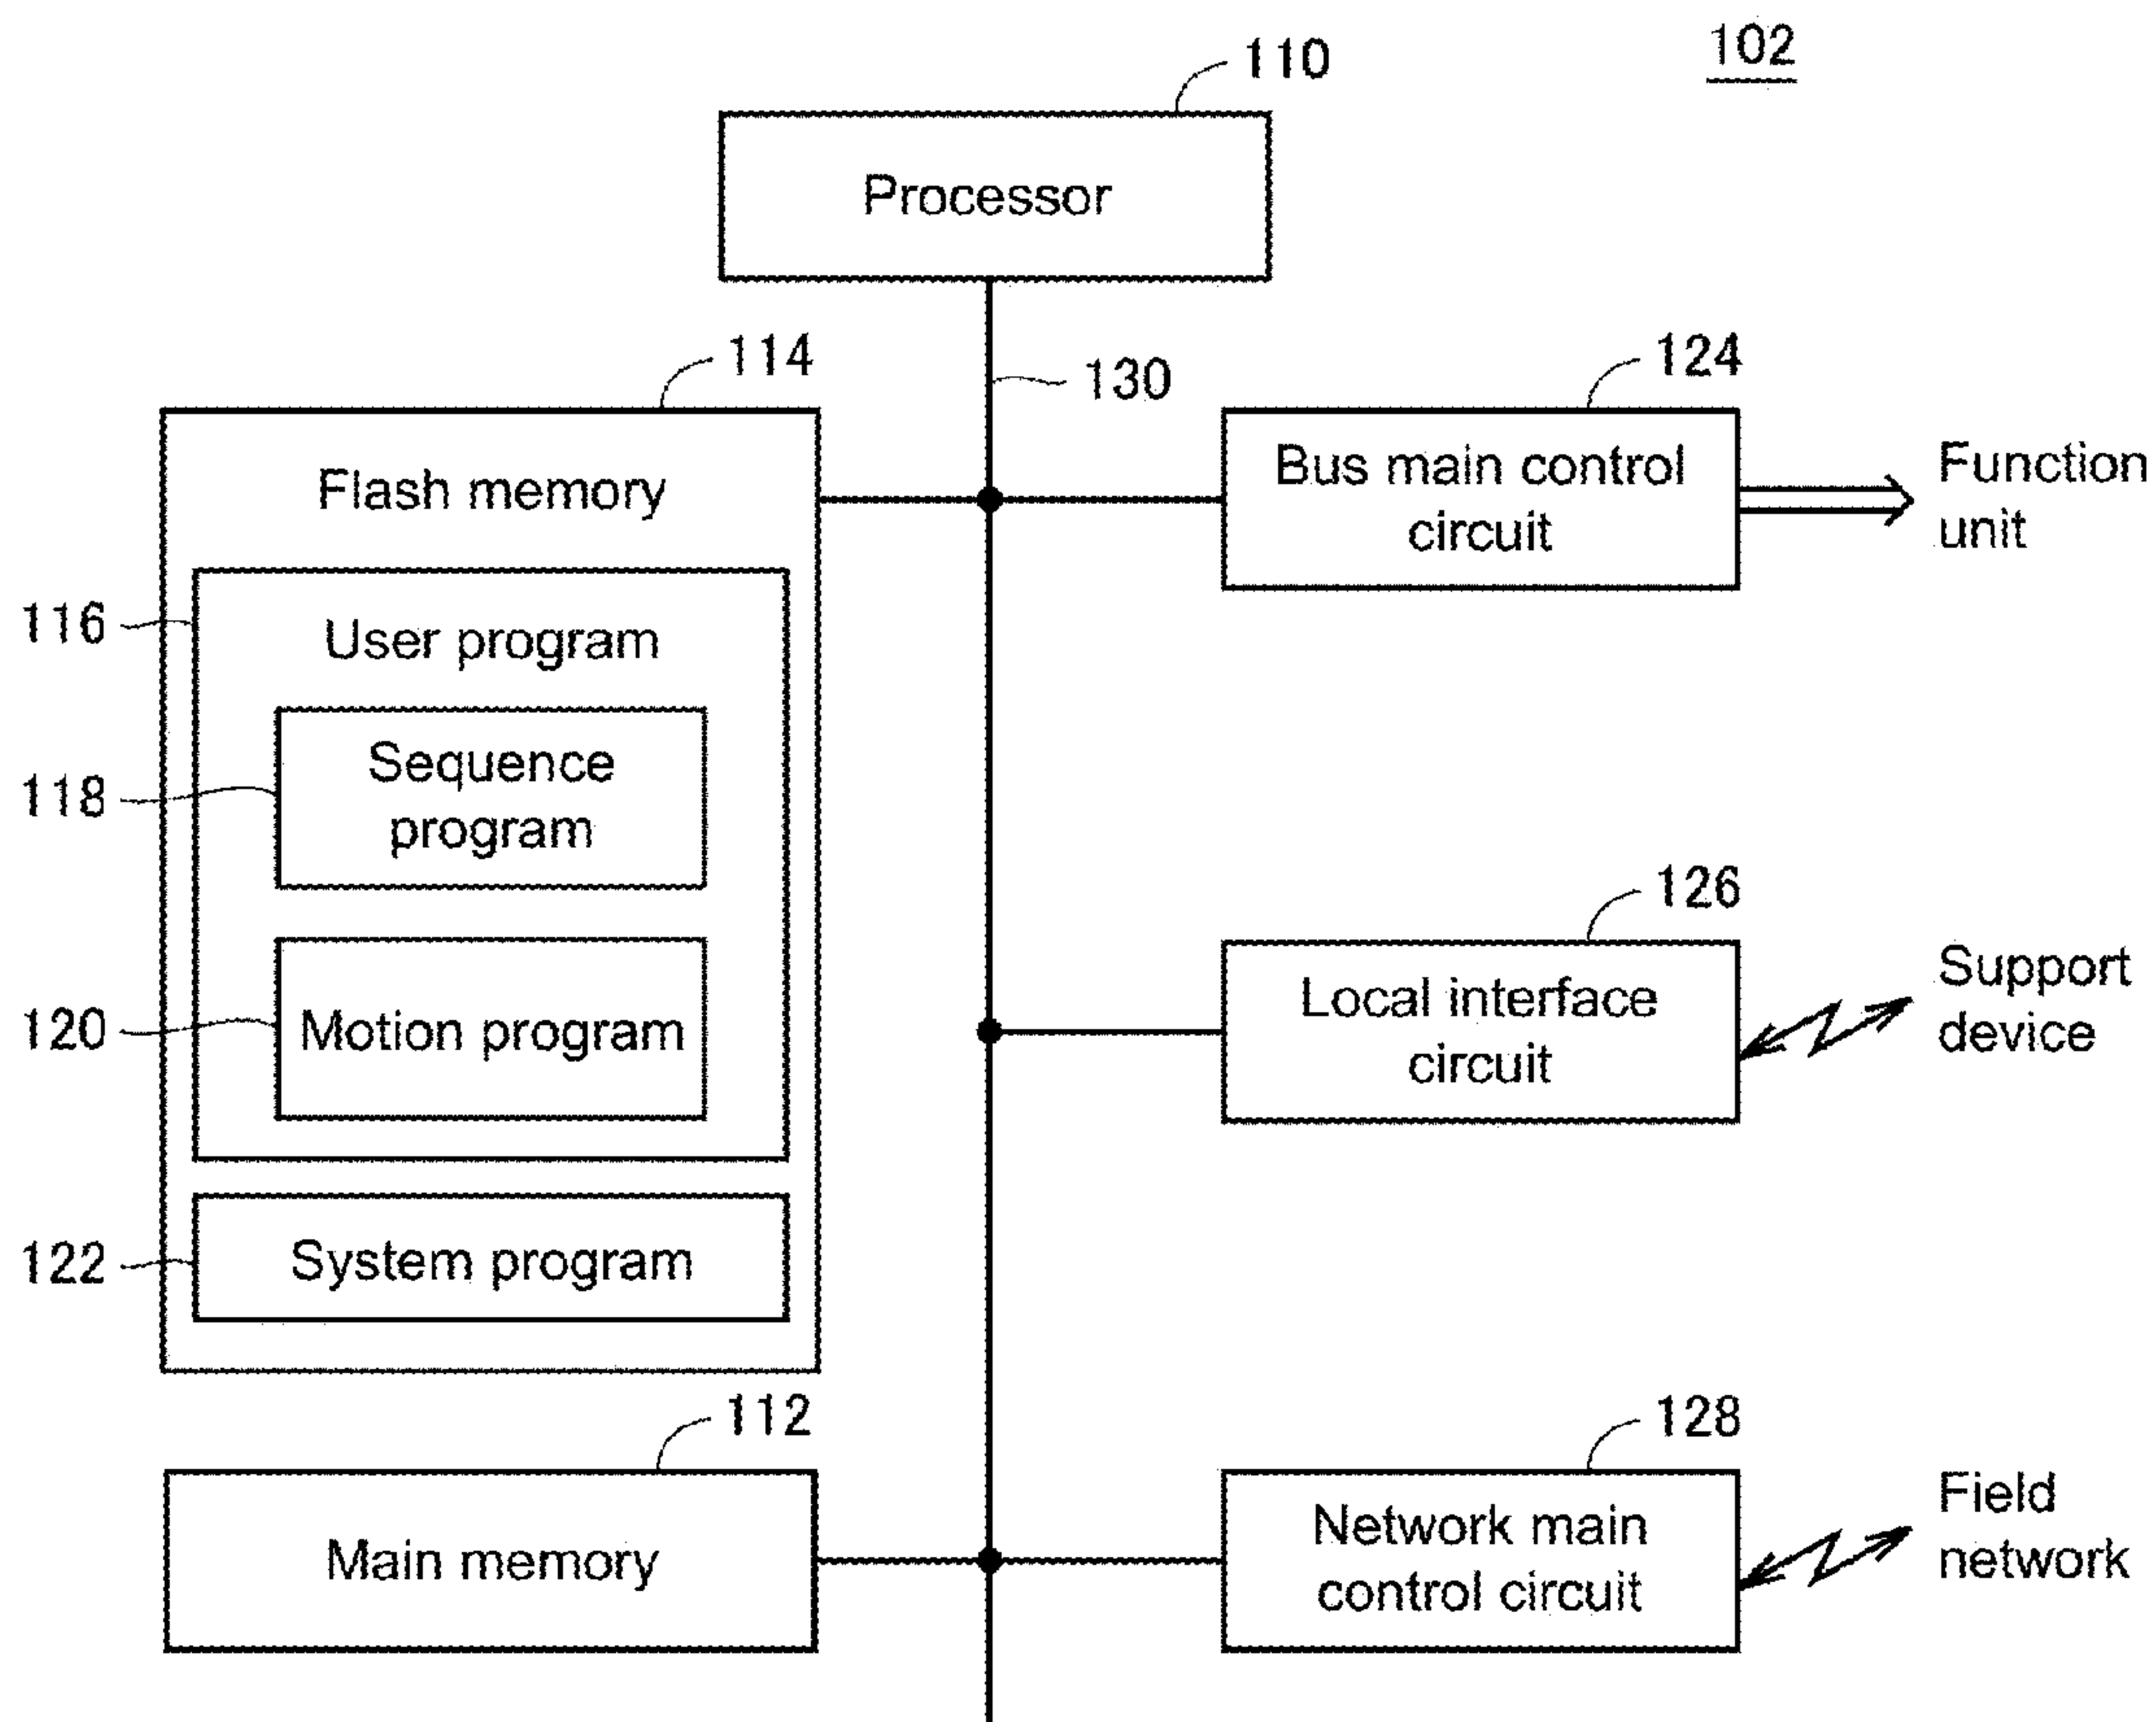 102
110
Processor
114
130
124
Flash memory
Bus main control
circuit
Function
unit
116
User program
118
Sequence
program
126
120
Motion program
Local interface
circuit
Support
device
122
System program
112
128
Main memory
Network main
control circuit
Field
network